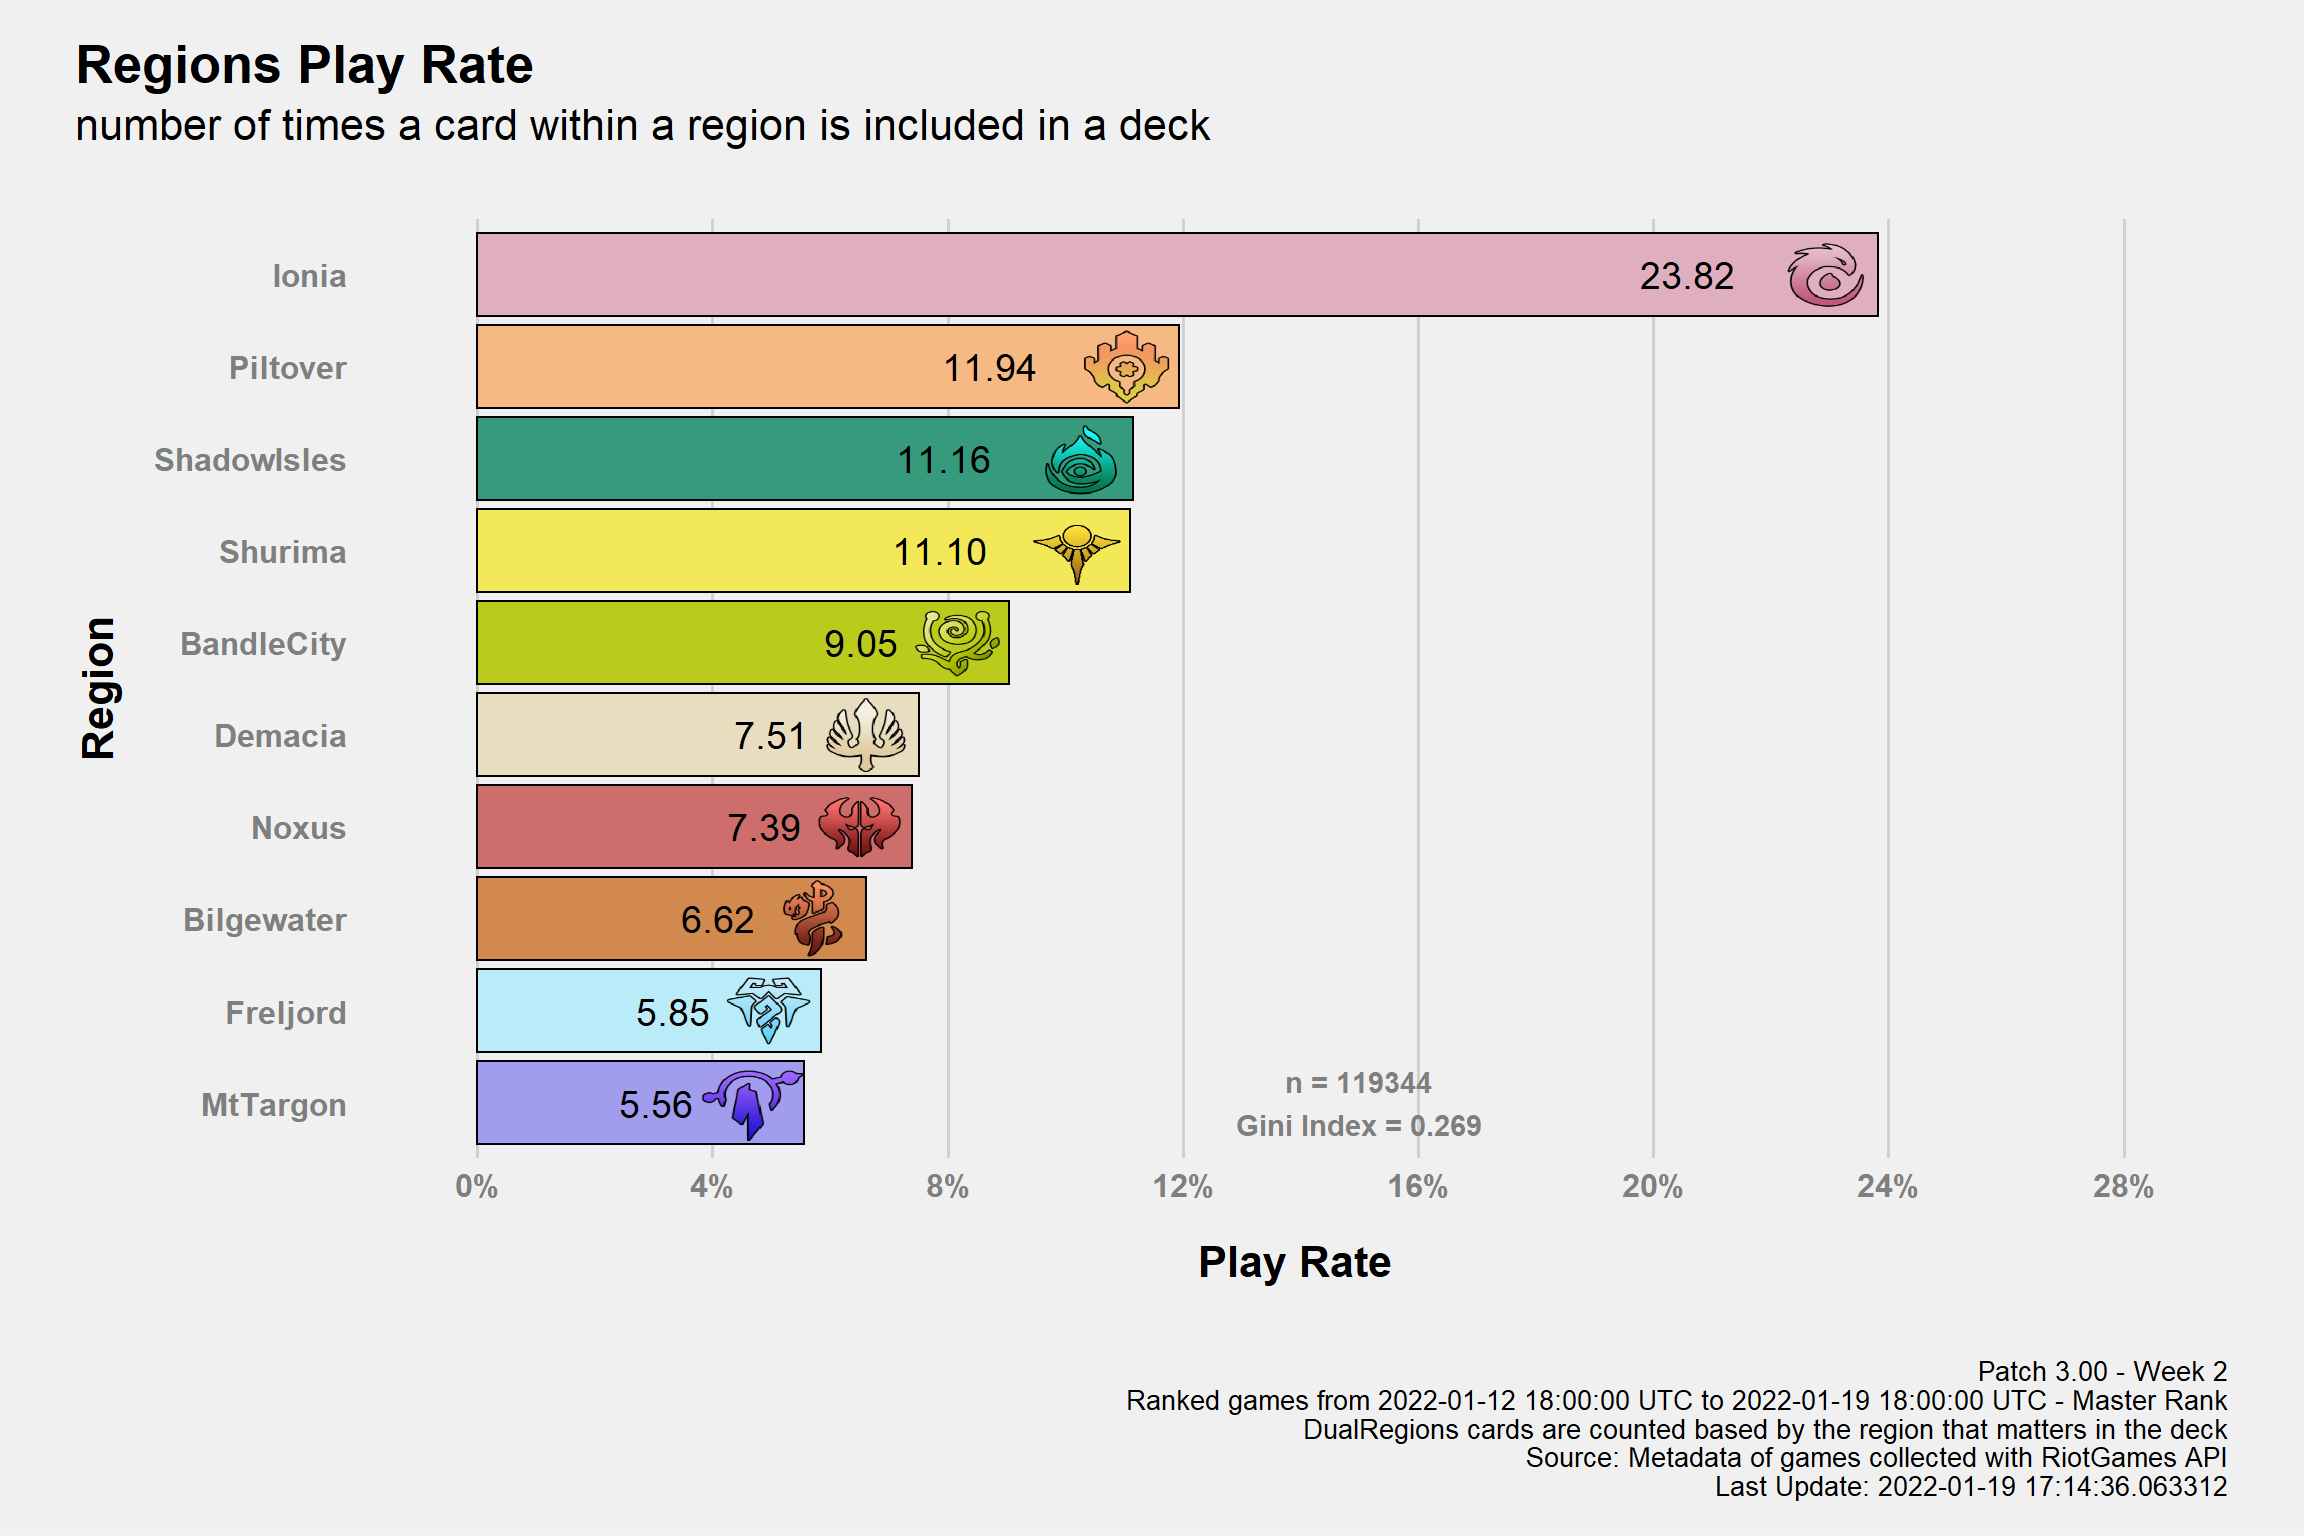 Regions Play Rate
number of times a card within a region is included in a deck
Region
Ionia 23.82
Piltover 11.94
ShadowIsles 11.16
Shurima 11.10
BandleCity 9.05
Demacia 7.51
Noxus 7.39
Bilgewater 6.62
Freljord 5.85
MtTargon 5.56
n = 119344
Gini Index = 0.269
0% 4% 8% 12% 16% 20% 24% 28%
Play Rate
Patch 3.00 - Week 2
Ranked games from 2022-01-12 18:00:00 UTC to 2022-01-19 18:00:00 UTC - Master Rank
DualRegions cards are counted based by the region that matters in the deck
Source: Metadata of games collected with RiotGames API
Last Update: 2022-01-19 17:14:36.063312